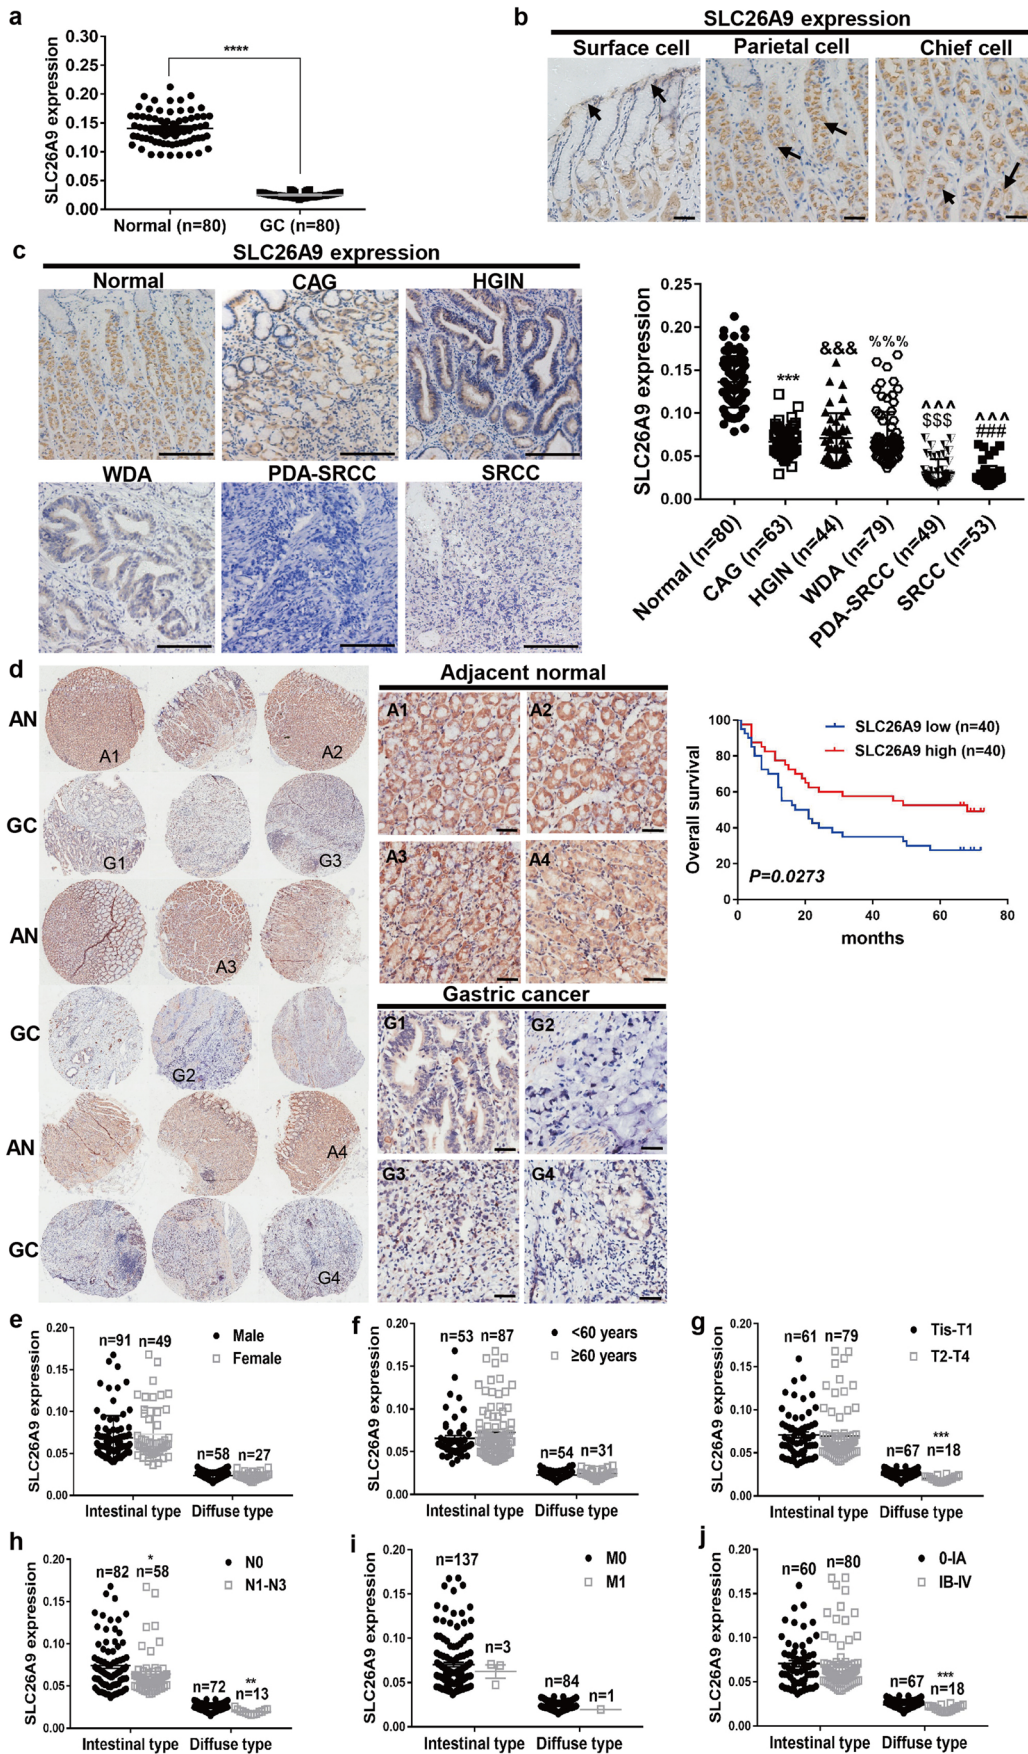 a
SLC26A9 expression
0.30
0.25
0.20
0.15
0.10
0.05
0.00
****
Normal (n=80)
GC (n=80)
b
SLC26A9 expression
Surface cell
Parietal cell
Chief cell
c
SLC26A9 expression
Normal
CAG
HGIN
WDA
PDA-SRCC
SRCC
SLC26A9 expression
0.25
0.20
0.15
0.10
0.05
0.00
***
&&&
%%%
^^^
$$$
^^^
###
Normal (n=80)
CAG (n=63)
HGIN (n=44)
WDA (n=79)
PDA-SRCC (n=49)
SRCC (n=53)
d
AN
A1
A2
GC
G1
G3
AN
A3
GC
G2
AN
A4
GC
G4
Adjacent normal
A1
A2
A3
A4
Gastric cancer
G1
G2
G3
G4
Overall survival
100
80
60
40
20
0
SLC26A9 low (n=40)
SLC26A9 high (n=40)
P=0.0273
0
20
40
60
80
months
e
SLC26A9 expression
0.20
0.15
0.10
0.05
0.00
n=91
n=49
Male
Female
n=58
n=27
Intestinal type
Diffuse type
f
SLC26A9 expression
0.20
0.15
0.10
0.05
0.00
n=53
n=87
<60 years
≥60 years
n=54
n=31
Intestinal type
Diffuse type
g
SLC26A9 expression
0.20
0.15
0.10
0.05
0.00
n=61
n=79
Tis-T1
T2-T4
***
n=67
n=18
Intestinal type
Diffuse type
h
SLC26A9 expression
0.20
0.15
0.10
0.05
0.00
*
n=82
n=58
N0
N1-N3
**
n=72
n=13
Intestinal type
Diffuse type
i
SLC26A9 expression
0.20
0.15
0.10
0.05
0.00
n=137
n=3
M0
M1
n=84
n=1
Intestinal type
Diffuse type
j
SLC26A9 expression
0.20
0.15
0.10
0.05
0.00
n=60
n=80
0-IA
IB-IV
***
n=67
n=18
Intestinal type
Diffuse type